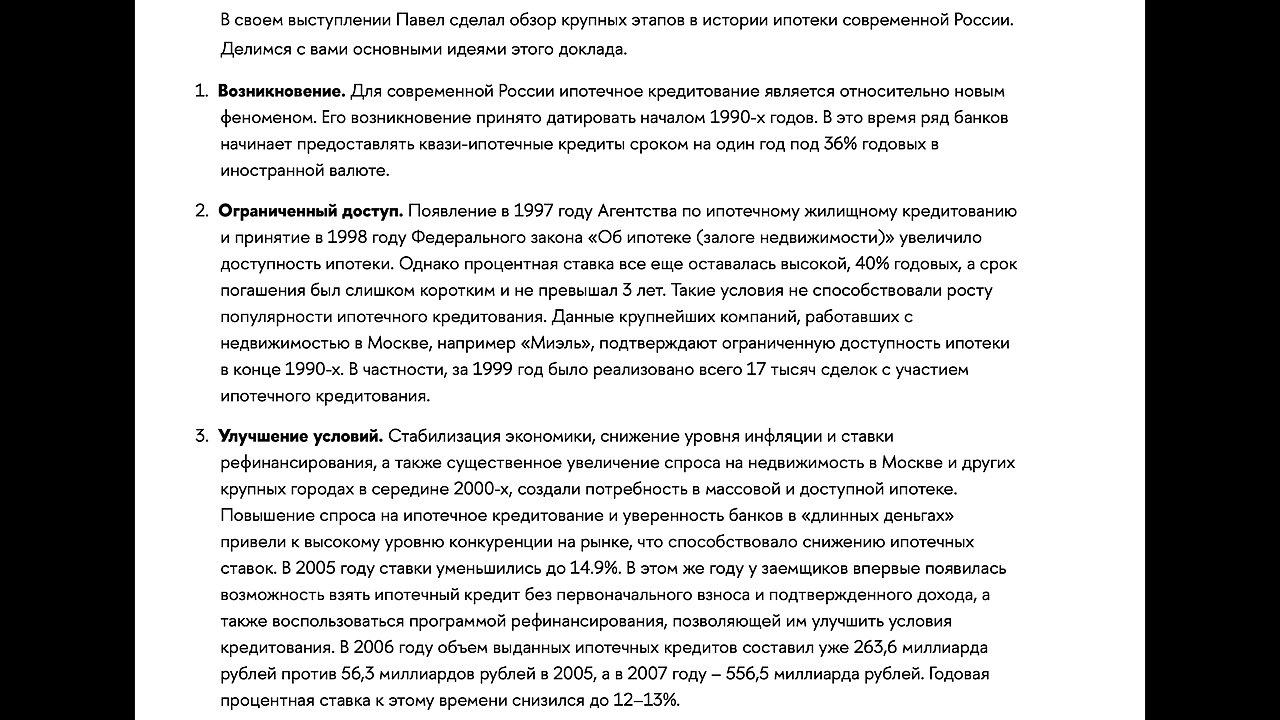 В своем выступлении Павел сделал обзор крупных этапов в истории ипотеки современной России.
Делимся с вами основными идеями этого доклада.
1. Возникновение. Для современной России ипотечное кредитование является относительно новым
феноменом. Его возникновение принято датировать началом 1990-х годов. В это время ряд банков
начинает предоставлять квази-ипотечные кредиты сроком на один год под 36% годовых в
иностранной валюте.
2. Ограниченный доступ. Появление в 1997 году Агентства по ипотечному жилищному кредитованию
и принятие в 1998 году Федерального закона «Об ипотеке (залоге недвижимости)» увеличило
доступность ипотеки. Однако процентная ставка все еще оставалась высокой, 40% годовых, а срок
погашения был слишком коротким и не превышал 3 лет. Такие условия не способствовали росту
популярности ипотечного кредитования. Данные крупнейших компаний, работавших с
недвижимостью в Москве, например «Миэль», подтверждают ограниченную доступность ипотеки
в конце 1990-х. В частности, за 1999 год было реализовано всего 17 тысяч сделок с участием
ипотечного кредитования.
3. Улучшение условий. Стабилизация экономики, снижение уровня инфляции и ставки
рефинансирования, а также существенное увеличение спроса на недвижимость в Москве и других
крупных городах в середине 2000-х, создали потребность в массовой и доступной ипотеке.
Повышение спроса на ипотечное кредитование и уверенность банков в «длинных деньгах»
привели к высокому уровню конкуренции на рынке, что способствовало снижению ипотечных
ставок. В 2005 году ставки уменьшились до 14.9%. В этом же году у заемщиков впервые появилась
возможность взять ипотечный кредит без первоначального взноса и подтвержденного дохода, а
также воспользоваться программой рефинансирования, позволяющей им улучшить условия
кредитования. В 2006 году объем выданных ипотечных кредитов составил уже 263,6 миллиарда
рублей против 56,3 миллиардов рублей в 2005, а в 2007 году – 556,5 миллиарда рублей. Годовая
процентная ставка к этому времени снизился до 12–13%.